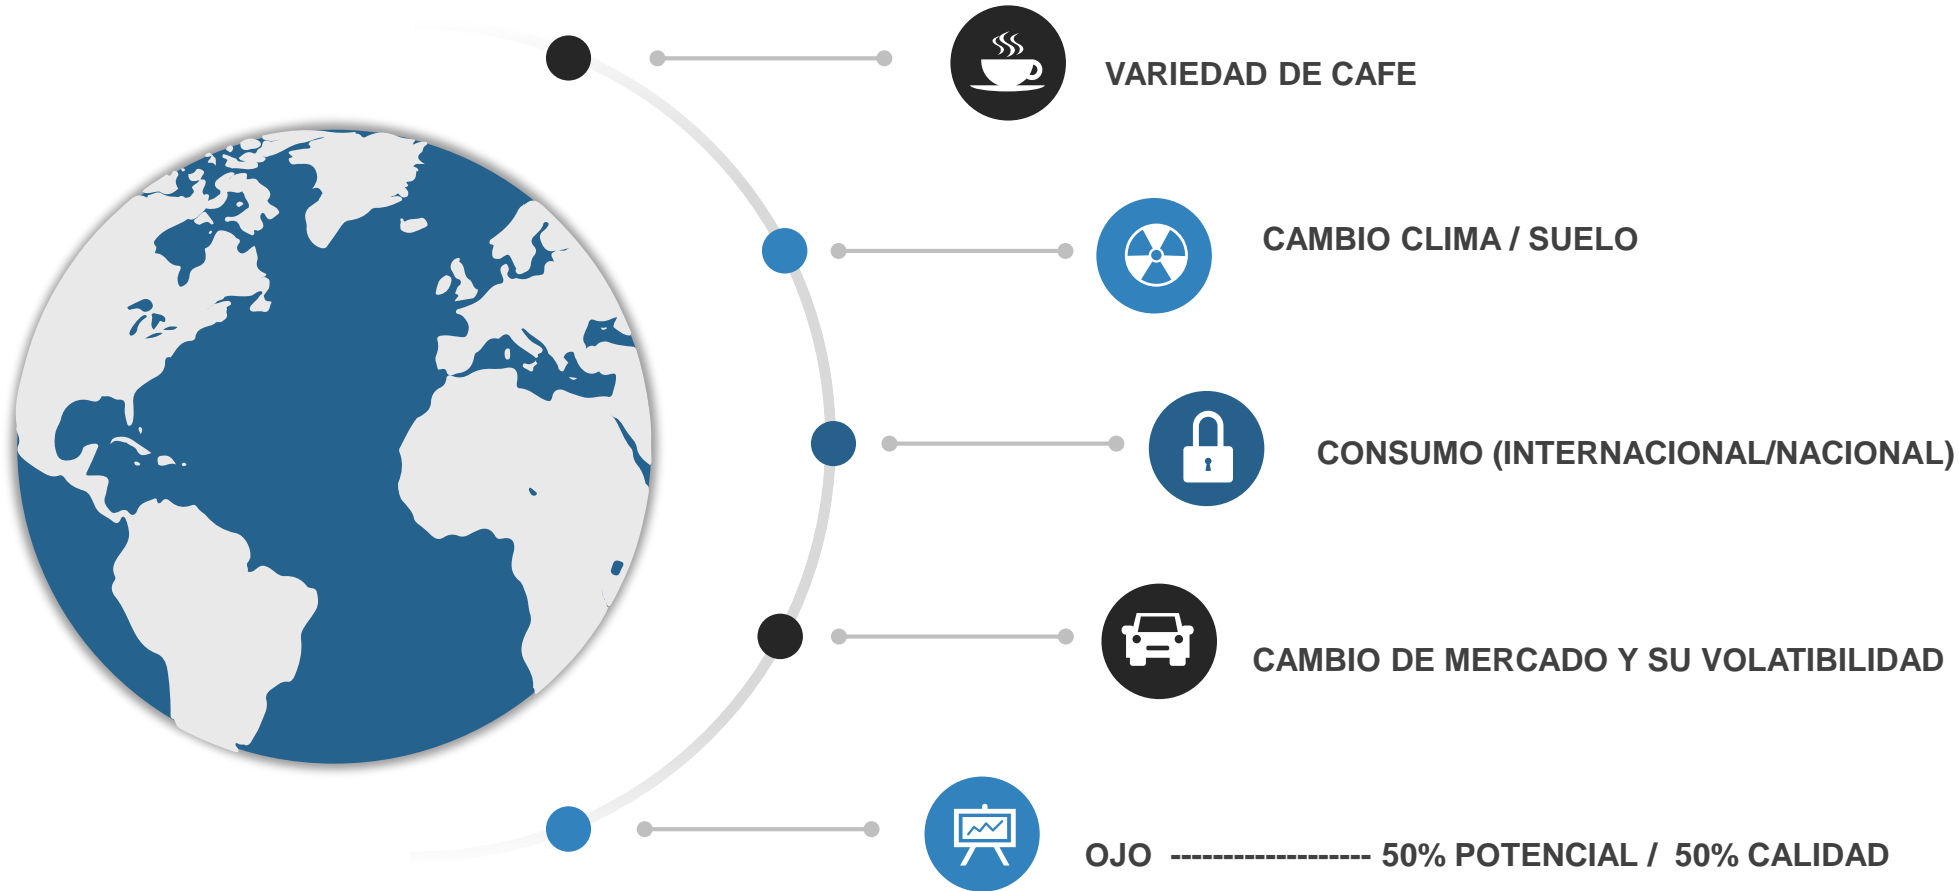 VARIEDAD DE CAFE
CAMBIO CLIMA / SUELO
CONSUMO (INTERNACIONAL/NACIONAL)
CAMBIO DE MERCADO Y SU VOLATIBILIDAD
OJO ------------------- 50% POTENCIAL / 50% CALIDAD